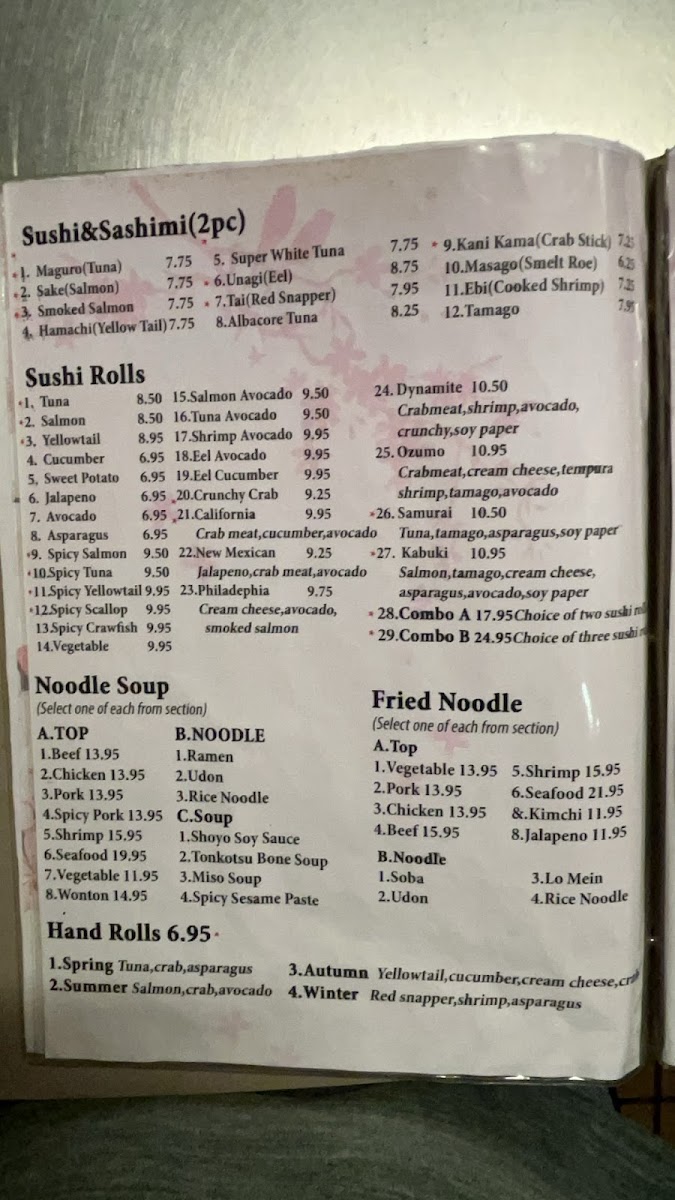 Sushi&Sashimi(2pc)
1. Maguro(Tuna) 7.75
2. Sake(Salmon) 7.75
3. Smoked Salmon 7.75
4. Hamachi(Yellow Tail) 7.75
5. Super White Tuna 7.75
6.Unagi(Eel) 8.75
7.Tai(Red Snapper) 7.95
8.Albacore Tuna 8.25
9.Kani Kama(Crab Stick) 7.25
10.Masago(Smelt Roe) 6.25
11.Ebi(Cooked Shrimp) 7.25
12.Tamago 7.95
Sushi Rolls
1. Tuna 8.50
2. Salmon 8.50
3. Yellowtail 8.95
4. Cucumber 6.95
5. Sweet Potato 6.95
6. Jalapeno 6.95
7. Avocado 6.95
8. Asparagus 6.95
9. Spicy Salmon 9.50
10.Spicy Tuna 9.50
11.Spicy Yellowtail 9.95
12.Spicy Scallop 9.95
13.Spicy Crawfish 9.95
14.Vegetable 9.95
15.Salmon Avocado 9.50
16.Tuna Avocado 9.50
17.Shrimp Avocado 9.95
18.Eel Avocado 9.95
19.Eel Cucumber 9.95
20.Crunchy Crab 9.25
21.California 9.95
Crab meat,cucumber,avocado
22.New Mexican 9.25
Jalapeno,crab meat,avocado
23.Philadephia 9.75
Cream cheese,avocado,
smoked salmon
24. Dynamite 10.50
Crabmeat,shrimp,avocado,
crunchy,soy paper
25. Ozumo 10.95
Crabmeat,cream cheese,tempura
shrimp,tamago,avocado
26. Samurai 10.50
Tuna,tamago,asparagus,soy paper
27. Kabuki 10.95
Salmon,tamago,cream cheese,
asparagus,avocado,soy paper
28.Combo A 17.95 Choice of two sushi
29.Combo B 24.95 Choice of three sushi
Noodle Soup
(Select one of each from section)
A.TOP
1.Beef 13.95
2.Chicken 13.95
3.Pork 13.95
4.Spicy Pork 13.95
5.Shrimp 15.95
6.Seafood 19.95
7.Vegetable 11.95
8.Wonton 14.95
B.NOODLE
1.Ramen
2.Udon
3.Rice Noodle
C.Soup
1.Shoyo Soy Sauce
2.Tonkotsu Bone Soup
3.Miso Soup
4.Spicy Sesame Paste
Fried Noodle
(Select one of each from section)
A.Top
1.Vegetable 13.95
2.Pork 13.95
3.Chicken 13.95
4.Beef 15.95
5.Shrimp 15.95
6.Seafood 21.95
&.Kimchi 11.95
8.Jalapeno 11.95
B.Noodle
1.Soba
2.Udon
3.Lo Mein
4.Rice Noodle
Hand Rolls 6.95
1.Spring Tuna,crab,asparagus
2.Summer Salmon,crab,avocado
3.Autumn Yellowtail,cucumber,cream cheese,
4.Winter Red snapper,shrimp,asparagus